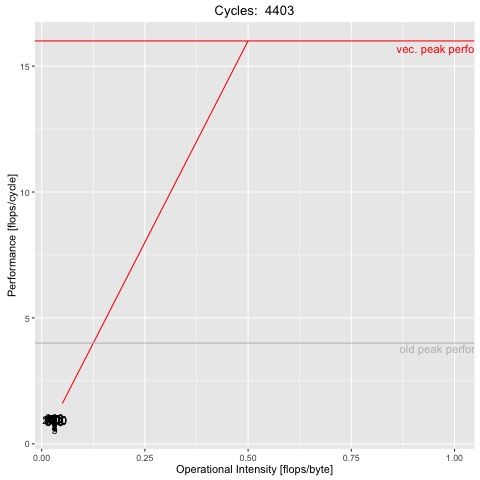 Cycles: 4403
vec. peak perfo
15
10
Performance [flops/cycle]
5
old peak perfor
0
0.00 0.25 0.50 0.75 1.00
Operational Intensity [flops/byte]